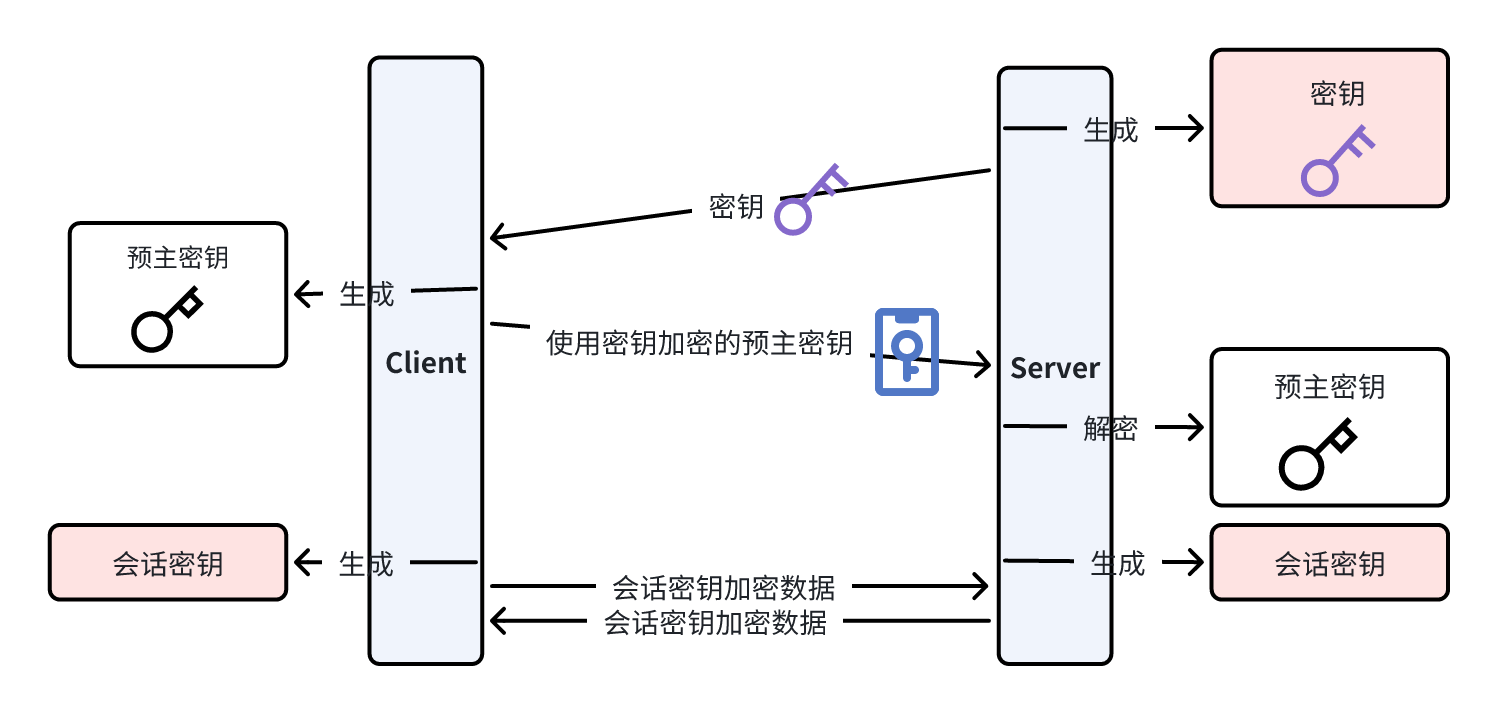 密钥
生成
密钥
预主密钥
生成
使用密钥加密的预主密钥
Client
Server
预主密钥
解密
会话密钥
生成
生成
会话密钥
会话密钥加密数据
会话密钥加密数据